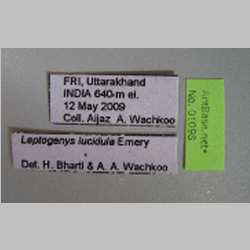 FRI, Uttarakhand
INDIA 640-m el.
12 May 2009
Coll. Aijaz A. Wachkoo
Leptogenys lucidula Emery
Det. H. Bharti & A. A. Wachkoo
AntBase.net
No. 01096